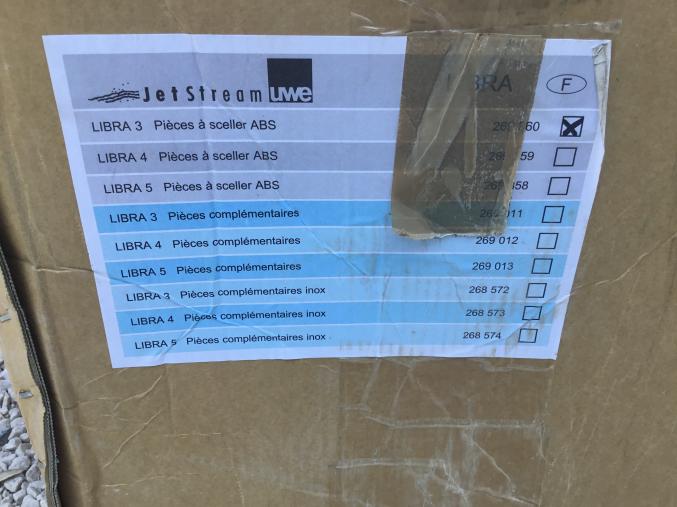 JetStream uwe F
LIBRA 3 Pièces à sceller ABS
LIBRA 4 Pièces à sceller ABS
LIBRA 5 Pièces à sceller ABS
LIBRA 3 Pièces complémentaires
LIBRA 4 Pièces complémentaires 269 012
LIBRA 5 Pièces complémentaires 269 013
LIBRA 3 Pièces complémentaires inox 268 572
LIBRA 4 Pièces complémentaires inox 268 573
LIBRA 5 Pièces complémentaires inox 268 574